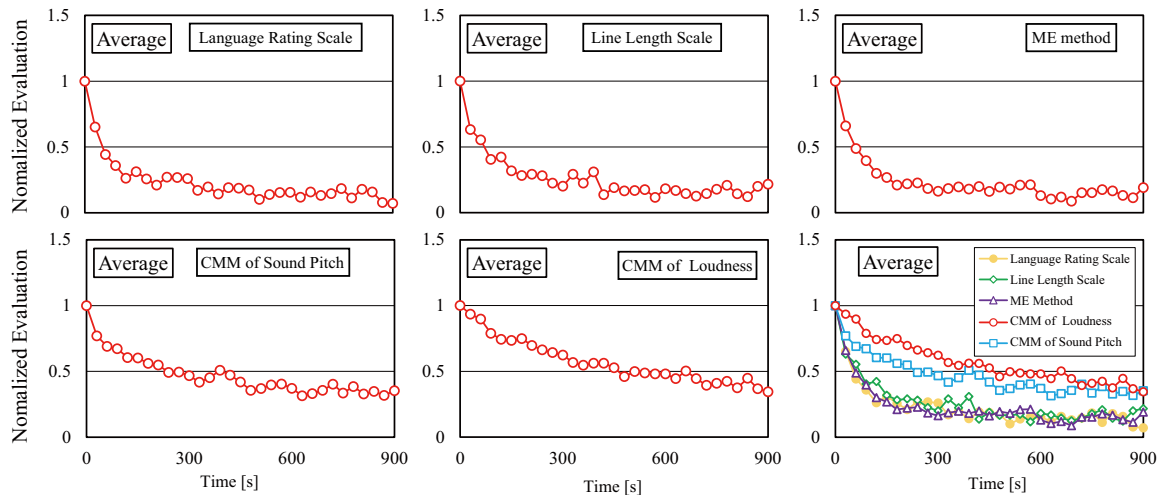 Nomalized Evaluation
1.5
1
0.5
0
Average
Language Rating Scale
1.5
1
0.5
0
Average
Line Length Scale
1.5
1
0.5
0
Average
ME method
Nomalized Evaluation
1.5
1
0.5
0
Average
CMM of Sound Pitch
0
300
600
900
Time [s]
1.5
1
0.5
0
Average
CMM of Loudness
0
300
600
900
Time [s]
1.5
1
0.5
0
Average
Language Rating Scale
Line Length Scale
ME Method
CMM of Loudness
CMM of Sound Pitch
0
300
600
900
Time [s]